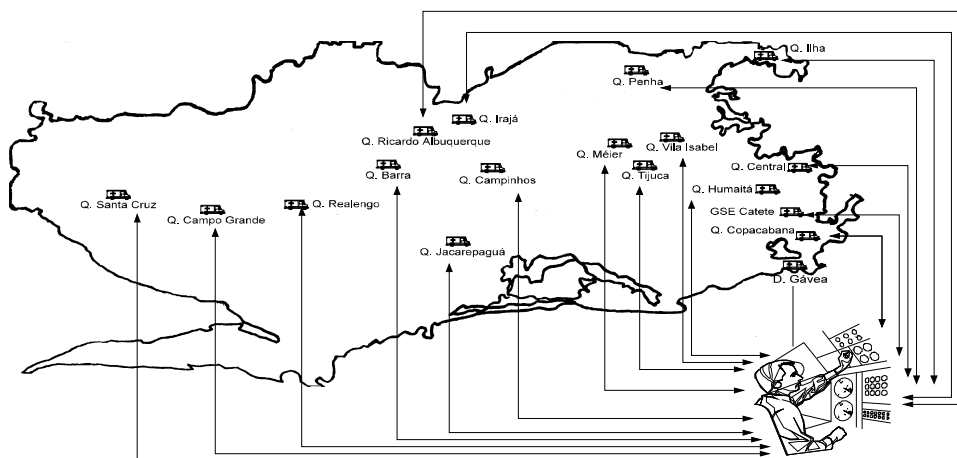 Q. Ilha
Q. Penha
Q. Irajá
Q. Ricardo Albuquerque
Q. Vila Isabel
Q. Méier
Q. Barra
Q. Campinhos
Q. Tijuca
Q. Central
Q. Humaitá
Q. Santa Cruz
Q. Campo Grande
Q. Realengo
GSE Catete
Q. Copacabana
Q. Jacarepaguá
D. Gávea